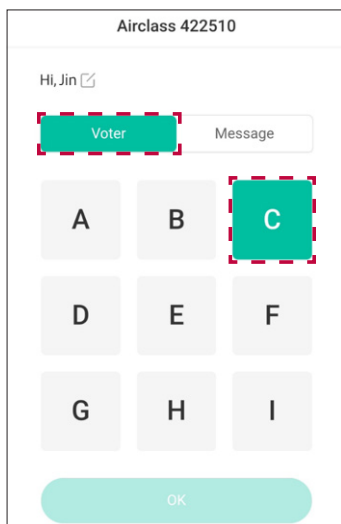 Airclass 422510
Hi, Jin
Voter Message
A B C
D E F
G H I
OK